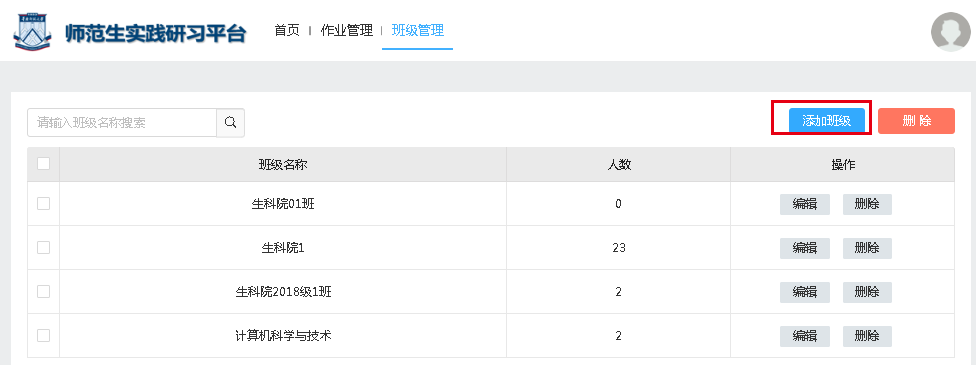 师范生实践研习平台 首页 | 作业管理 | 班级管理
请输入班级名称搜索 添加班级 删 除
班级名称 人数 操作
生科院01班 0 编辑 删除
生科院1 23 编辑 删除
生科院2018级1班 2 编辑 删除
计算机科学与技术 2 编辑 删除